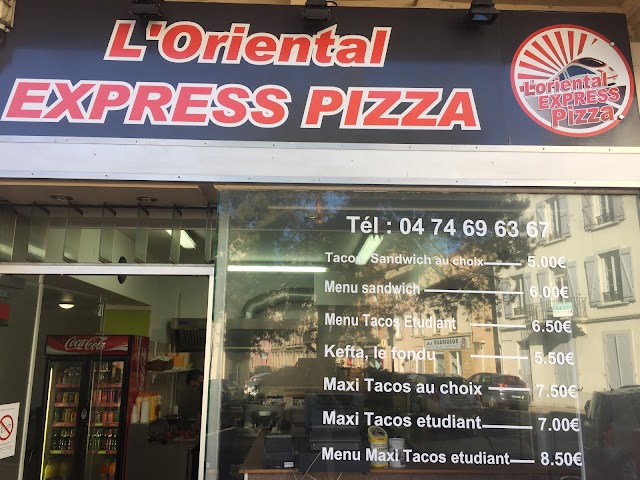 L'Oriental
EXPRESS PIZZA
L'oriental
EXPRESS
Pizza
Tél : 04 74 69 63 67
Tacos, Sandwich au choix 5.00€
Menu sandwich 6.00€
Menu Tacos Etudiant 6.50€
Kefta, le fondu 5.50€
Maxi Tacos au choix 7.50€
Maxi Tacos etudiant 7.00€
Menu Maxi Tacos etudiant 8.50€
Coca-Cola